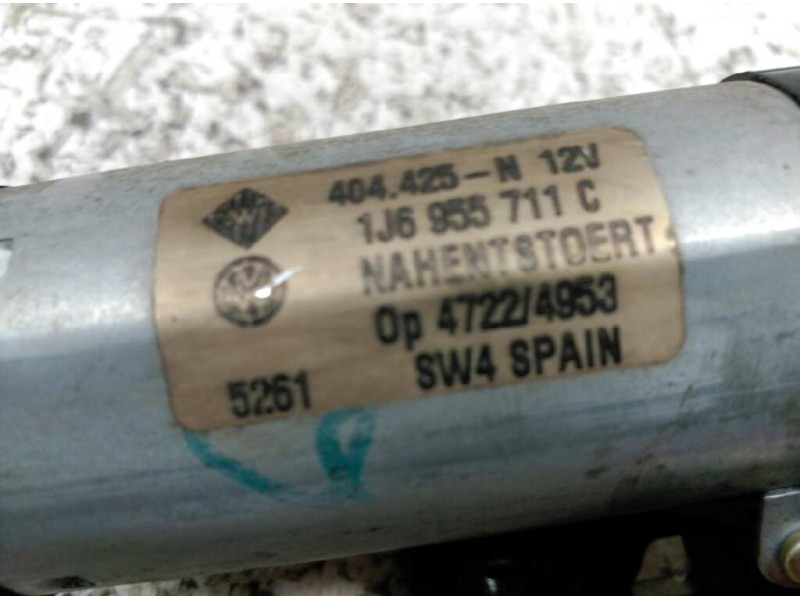 404.425-N 12V
1J6 955 711 C
NAHENTSTOERT
Op 4722/4953
5261 SW4 SPAIN